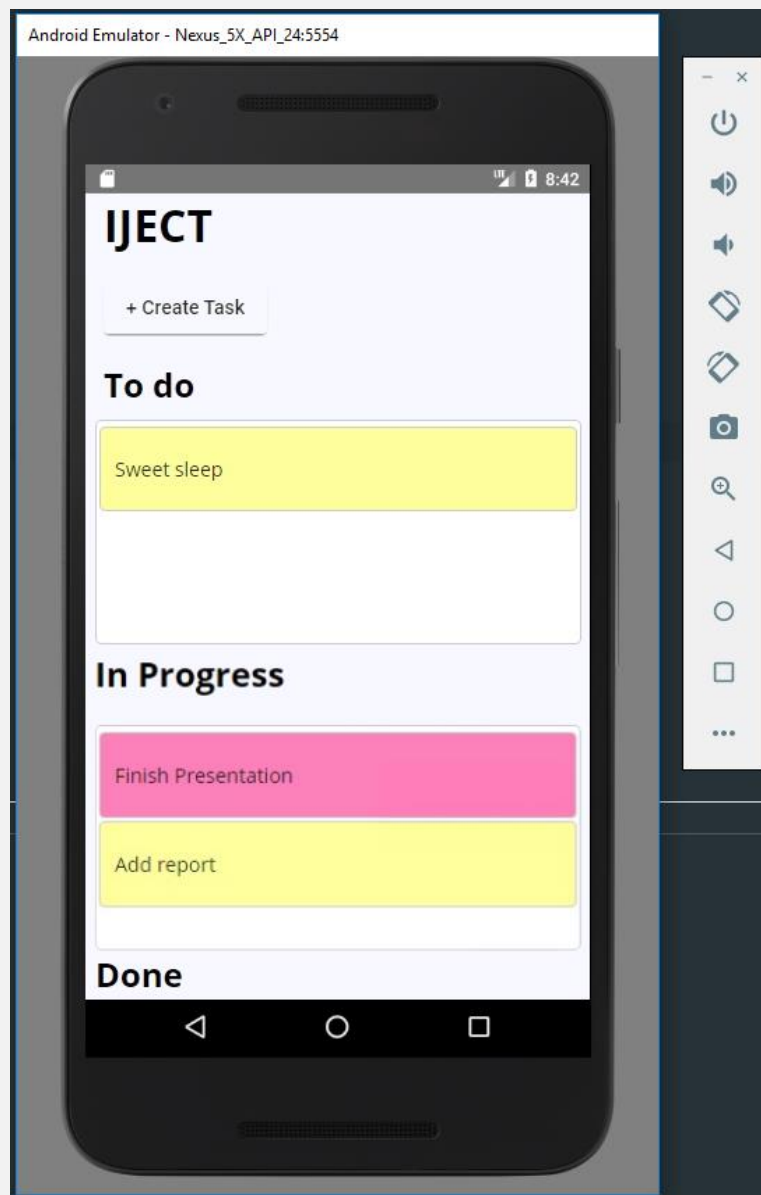 Android Emulator - Nexus_5X_API_24:5554
LTE 8:42
IJECT
+ Create Task
To do
Sweet sleep
In Progress
Finish Presentation
Add report
Done